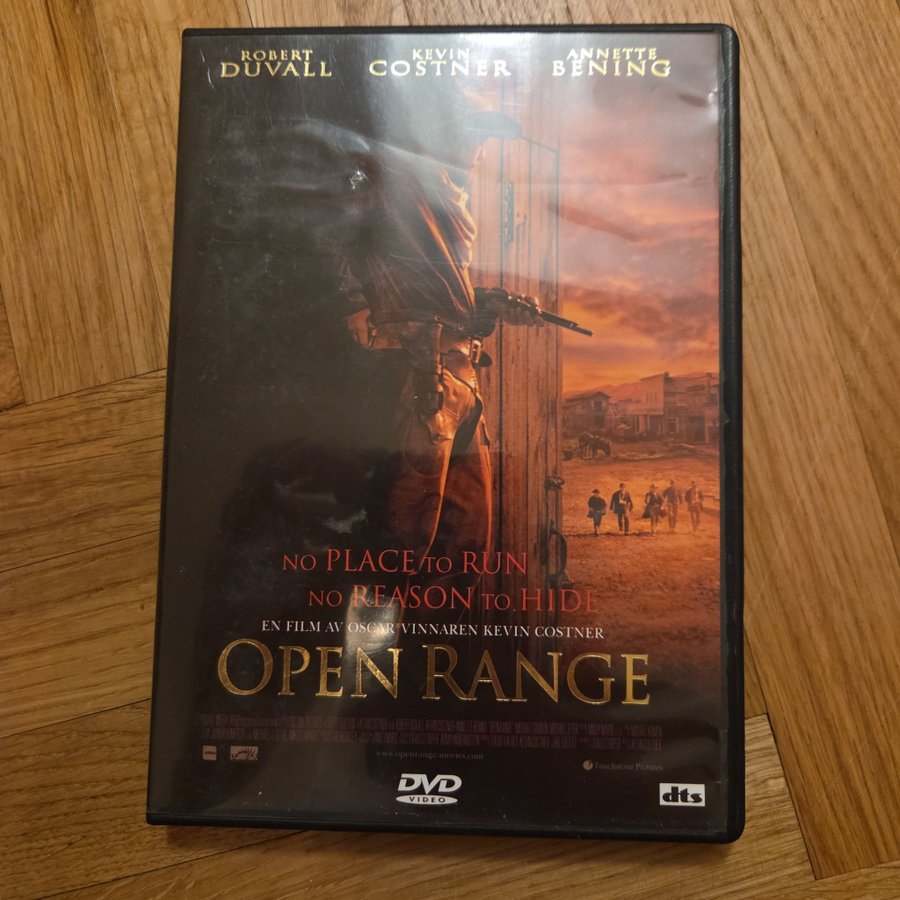 ROBERT DUVALL
KEVIN COSTNER
ANNETTE BENING
NO PLACE TO RUN
NO REASON TO HIDE
EN FILM AV OSCAR VINNAREN KEVIN COSTNER
OPEN RANGE
www.openrange.movies.com
Touchstone Pictures
DVD
VIDEO
dts